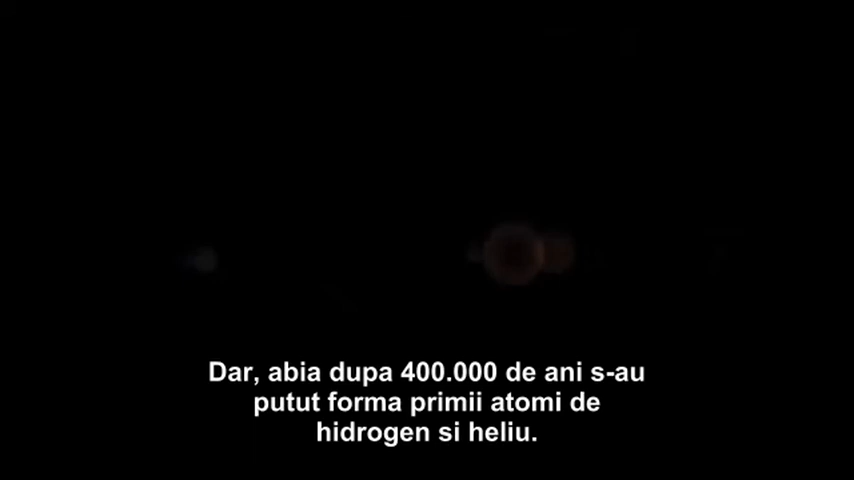 Dar, abia dupa 400.000 de ani s-au
putut forma primii atomi de
hidrogen si heliu.